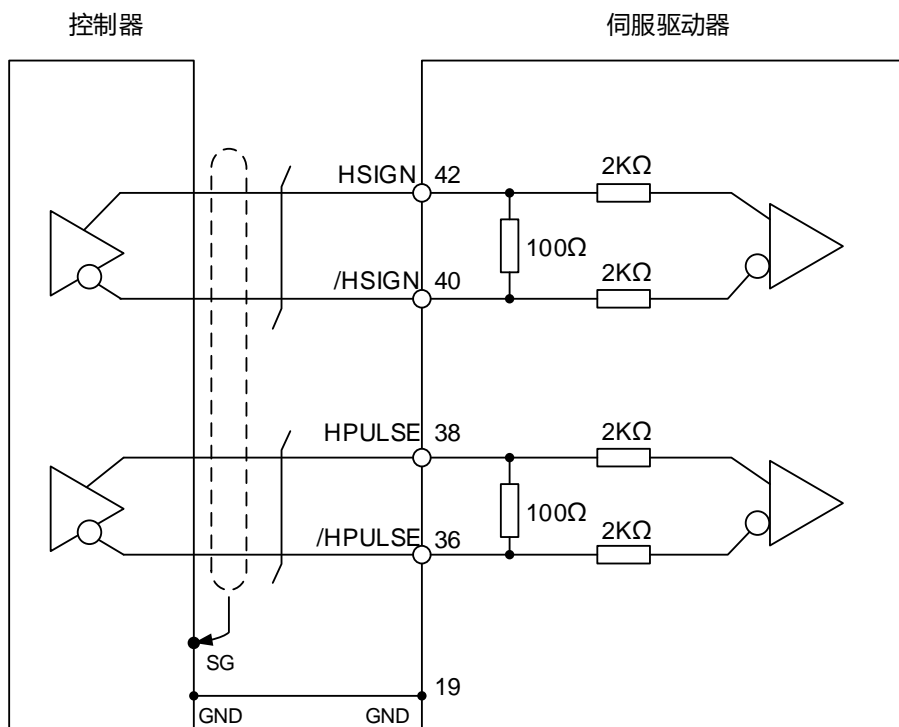 控制器
伺服驱动器
HSIGN 42
2KΩ
100Ω
/HSIGN 40
2KΩ
HPULSE 38
2KΩ
100Ω
/HPULSE 36
2KΩ
SG
19
GND
GND